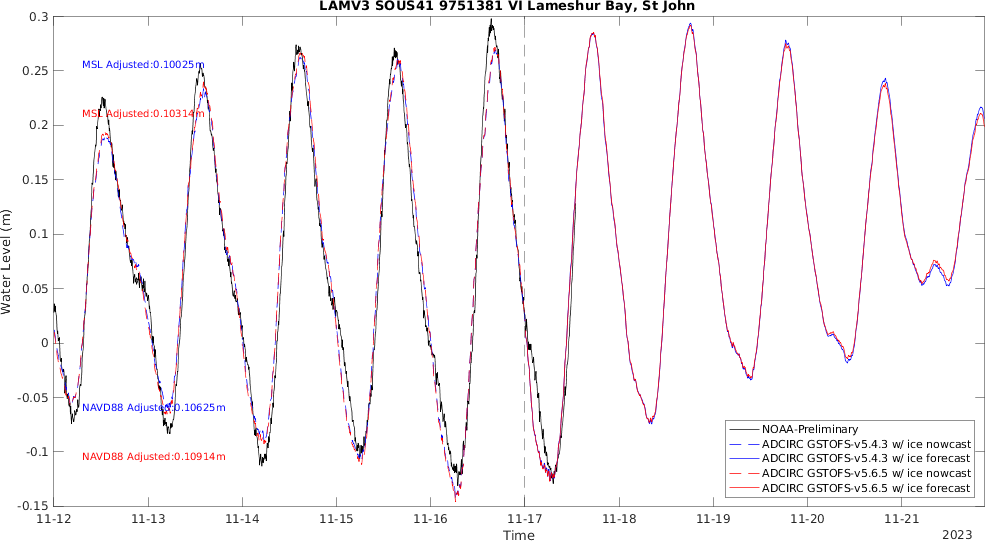 LAMV3 SOUS41 9751381 VI Lameshur Bay, St John
0.3
0.25
0.2
0.15
0.1
0.05
0
-0.05
-0.1
-0.15
Water Level (m)
MSL Adjusted:0.10025m
MSL Adjusted:0.10314m
NAVD88 Adjusted:0.10625m
NAVD88 Adjusted:0.10914m
NOAA-Preliminary
ADCIRC GSTOFS-v5.4.3 w/ ice nowcast
ADCIRC GSTOFS-v5.4.3 w/ ice forecast
ADCIRC GSTOFS-v5.6.5 w/ ice nowcast
ADCIRC GSTOFS-v5.6.5 w/ ice forecast
11-12 11-13 11-14 11-15 11-16 11-17 11-18 11-19 11-20 11-21
Time
2023